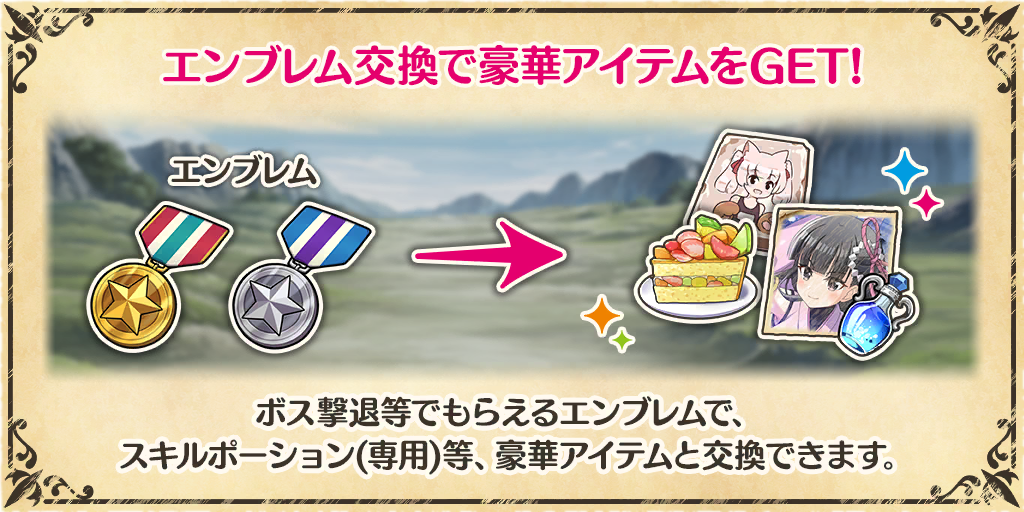 エンブレム交換で豪華アイテムをGET!
エンブレム
ボス撃退等でもらえるエンブレムで、
スキルポーション(専用)等、豪華アイテムと交換できます。